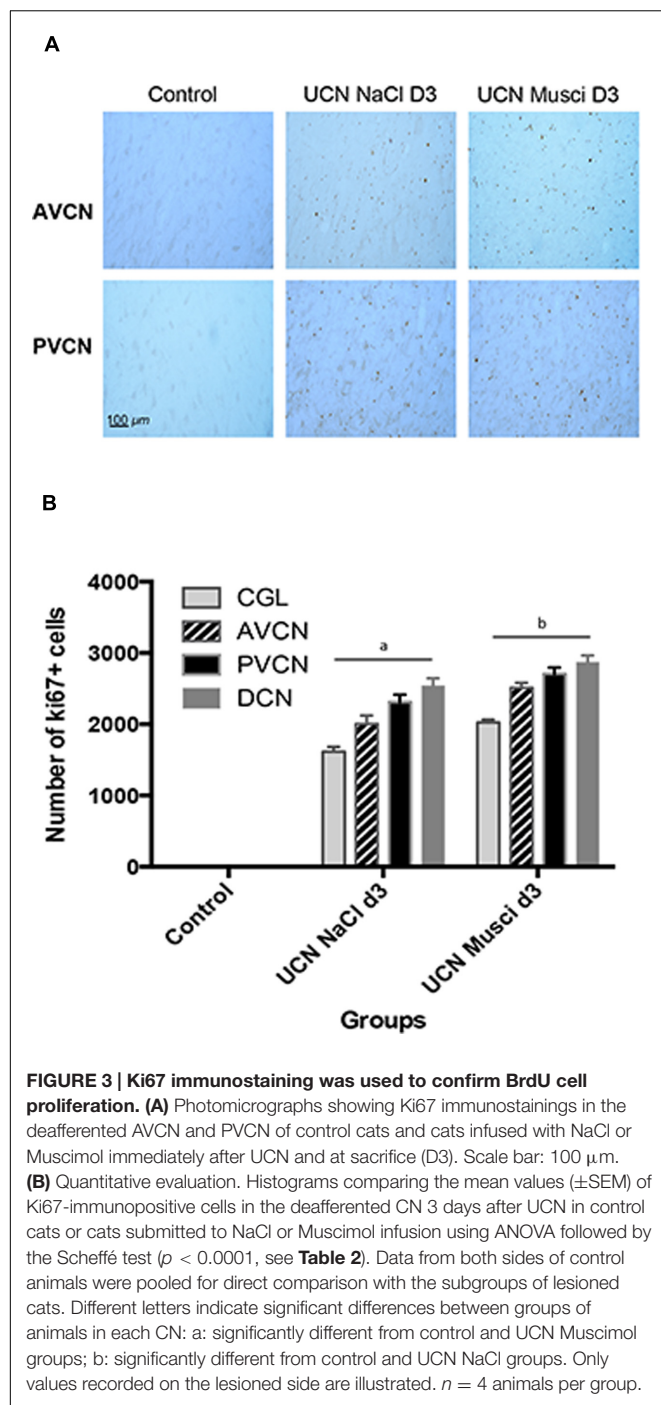 A
Control UCN NaCl D3 UCN Musci D3
AVCN
PVCN
100 µm
B
4000
3000
2000
1000
0
Number of ki67+ cells
CGL
AVCN
PVCN
DCN
a
b
Control
UCN NaCl d3
UCN Musci d3
Groups
FIGURE 3 | Ki67 immunostaining was used to confirm BrdU cell
proliferation. (A) Photomicrographs showing Ki67 immunostainings in the
deafferented AVCN and PVCN of control cats and cats infused with NaCl or
Muscimol immediately after UCN and at sacrifice (D3). Scale bar: 100 µm.
(B) Quantitative evaluation. Histograms comparing the mean values (±SEM) of
Ki67-immunopositive cells in the deafferented CN 3 days after UCN in control
cats or cats submitted to NaCl or Muscimol infusion using ANOVA followed by
the Scheffé test (p < 0.0001, see Table 2). Data from both sides of control
animals were pooled for direct comparison with the subgroups of lesioned
cats. Different letters indicate significant differences between groups of
animals in each CN: a: significantly different from control and UCN Muscimol
groups; b: significantly different from control and UCN NaCl groups. Only
values recorded on the lesioned side are illustrated. n = 4 animals per group.